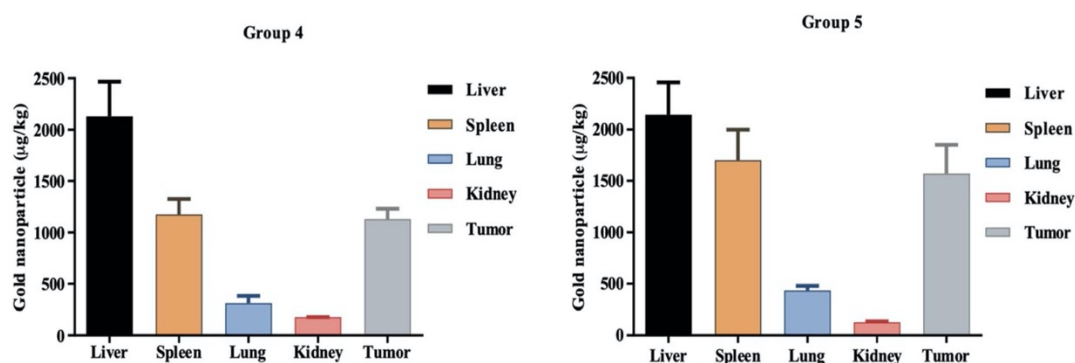 Group 4
Gold nanoparticle (µg/kg)
2500
2000
1500
1000
500
0
Liver Spleen Lung Kidney Tumor
Liver
Spleen
Lung
Kidney
Tumor
Group 5
Gold nanoparticle (µg/kg)
2500
2000
1500
1000
500
0
Liver Spleen Lung Kidney Tumor
Liver
Spleen
Lung
Kidney
Tumor